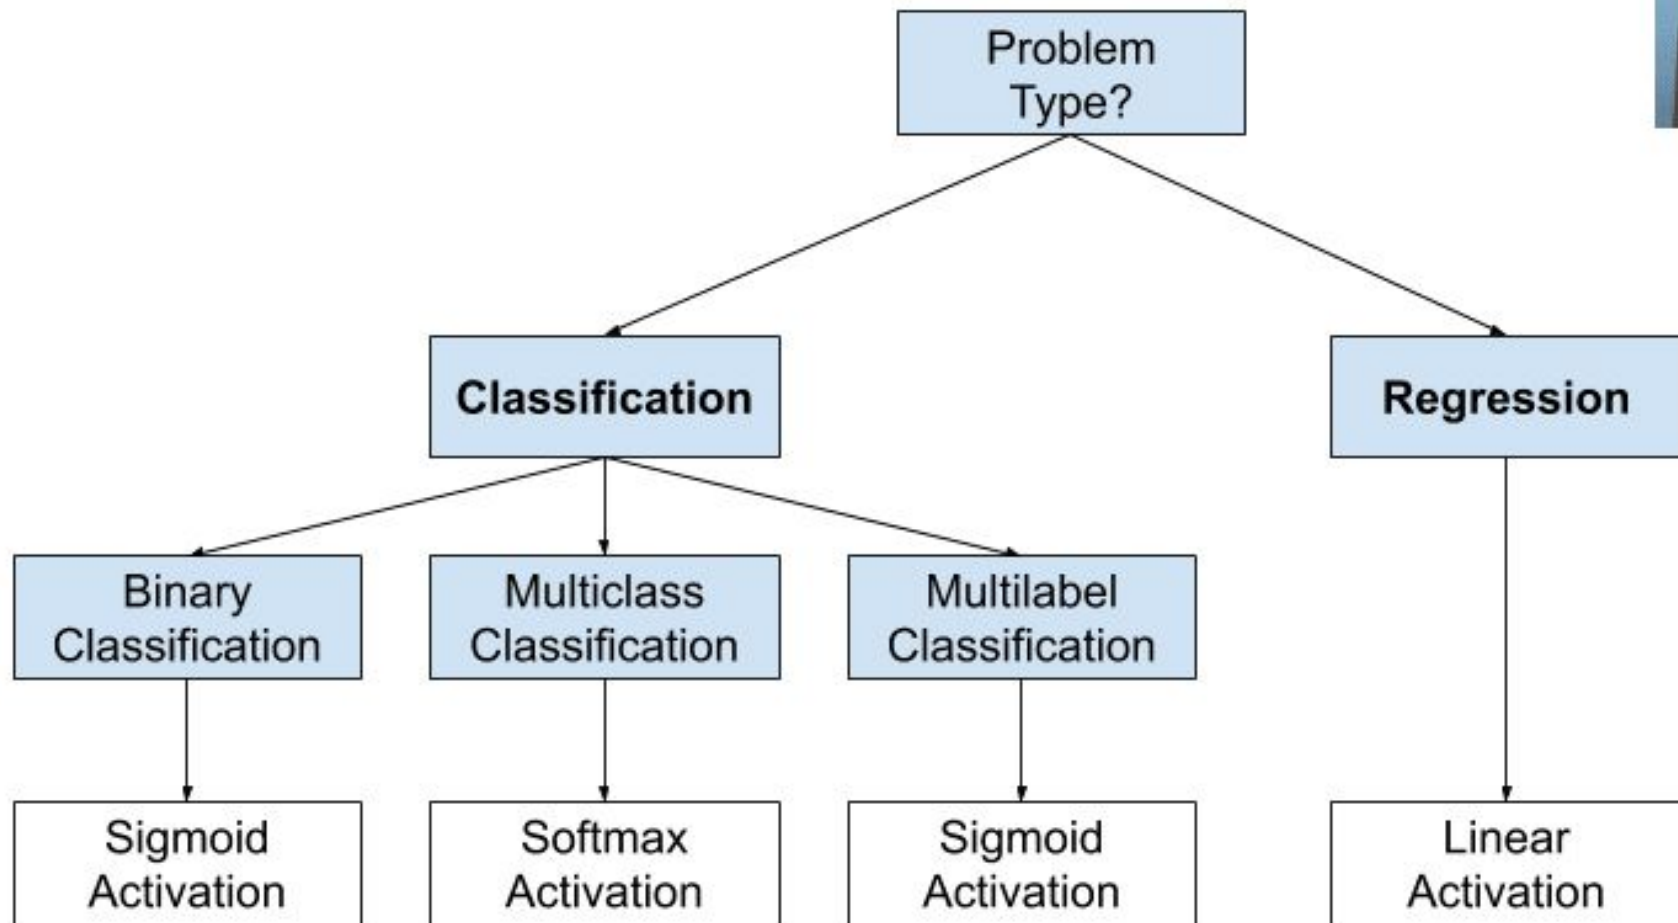 Problem
Type?
Classification
Regression
Binary
Classification
Multiclass
Classification
Multilabel
Classification
Sigmoid
Activation
Softmax
Activation
Sigmoid
Activation
Linear
Activation